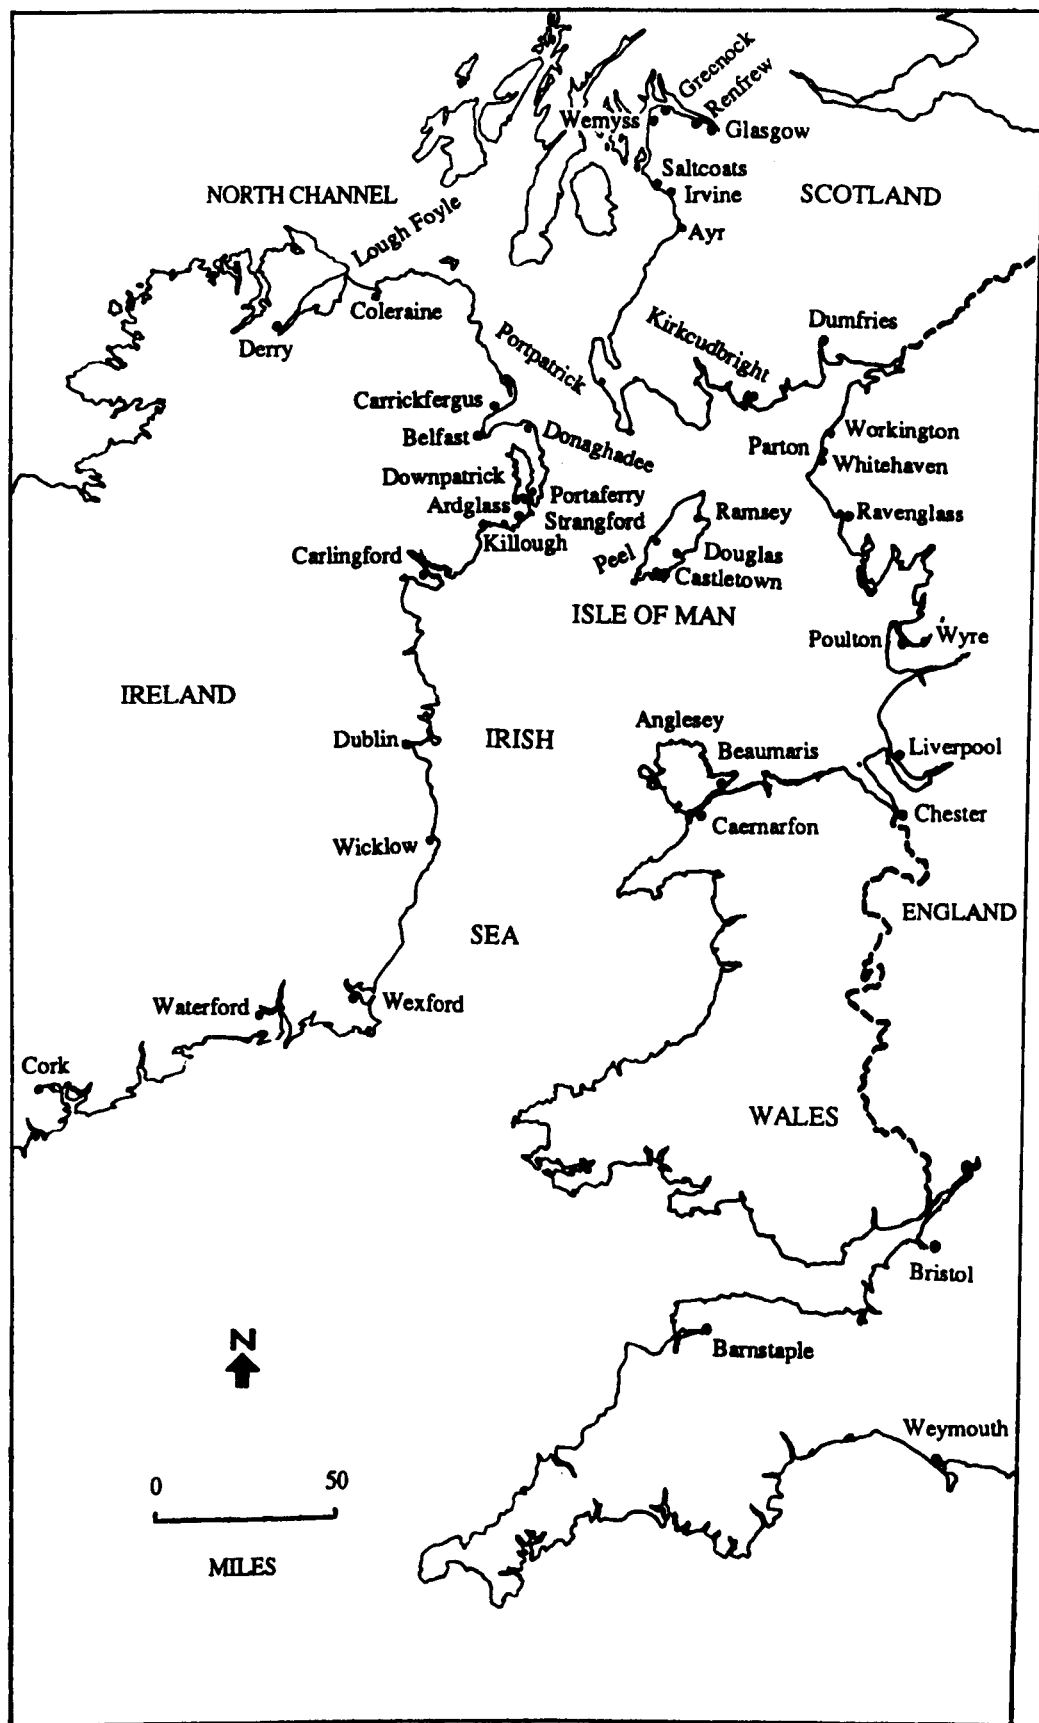 Greenock
Renfrew
Wemyss
Glasgow
Saltcoats
Irvine
NORTH CHANNEL
SCOTLAND
Lough Foyle
Ayr
Coleraine
Derry
Portpatrick
Kirkcudbright
Dumfries
Carrickfergus
Belfast
Donaghadee
Parton
Workington
Whitehaven
Downpatrick
Ardglass
Portaferry
Strangford
Killough
Ramsey
Ravenglass
Carlingford
Peel
Douglas
Castletown
ISLE OF MAN
Poulton
Wyre
IRELAND
Anglesey
Dublin
IRISH
Beaumaris
Liverpool
Wicklow
Caernarfon
Chester
ENGLAND
SEA
Waterford
Wexford
Cork
WALES
Bristol
N
Barnstaple
Weymouth
0 50
MILES